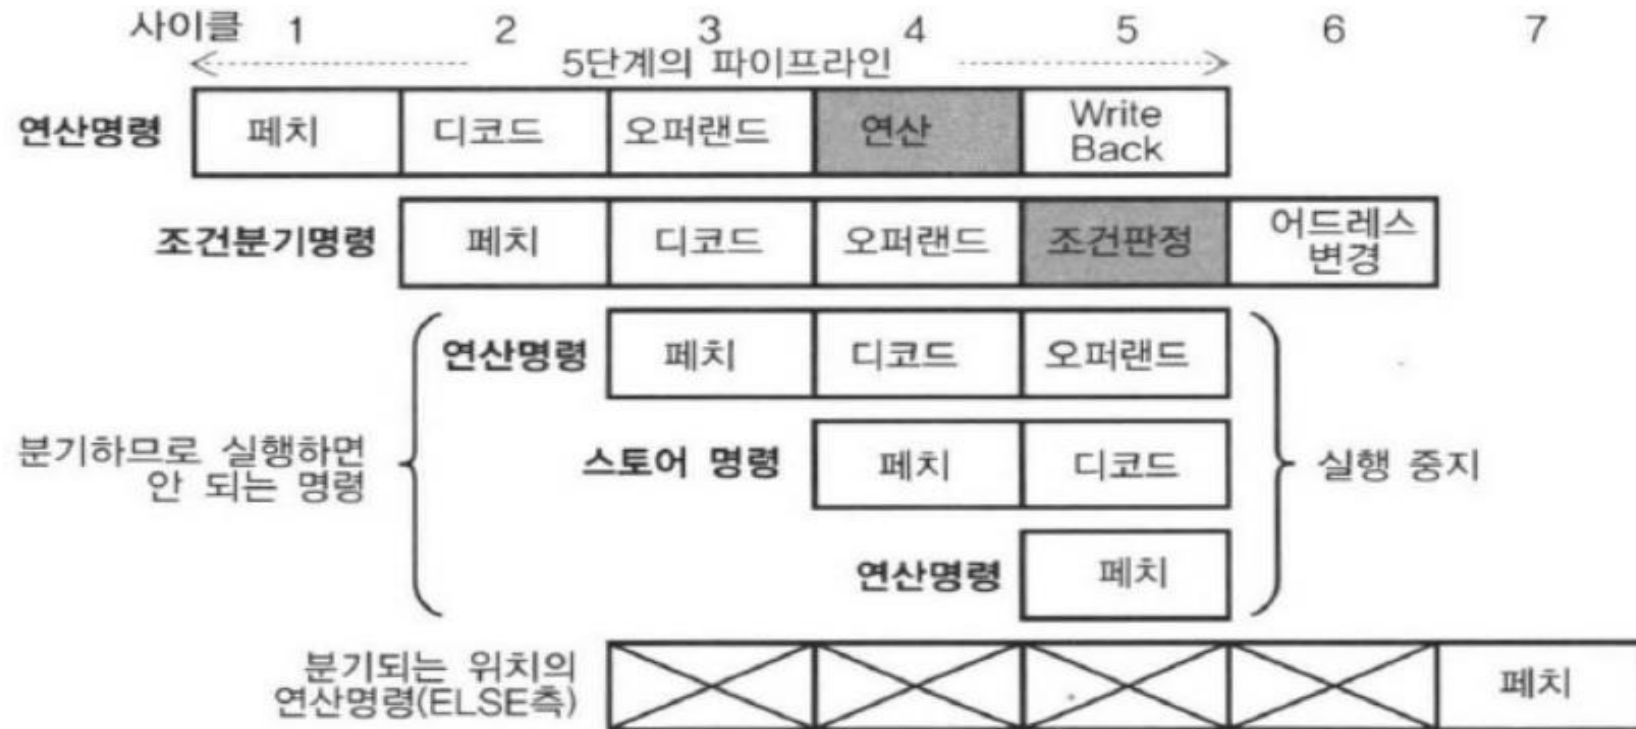 사이클 1 2 3 4 5 6 7
5단계의 파이프라인
연산명령 페치 디코드 오퍼랜드 연산 Write
Back
조건분기명령 페치 디코드 오퍼랜드 조건판정 어드레스
변경
연산명령 페치 디코드 오퍼랜드
분기하므로 실행하면
안 되는 명령
스토어 명령 페치 디코드
실행 중지
연산명령 페치
분기되는 위치의
연산명령(ELSE측)
페치